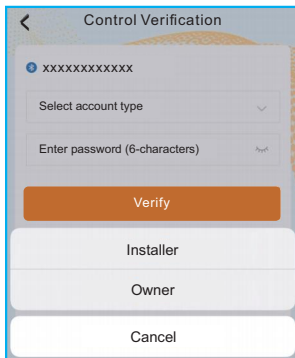 Control Verification
xxxxxxxxxxxx
Select account type
Enter password (6-characters)
Verify
Installer
Owner
Cancel